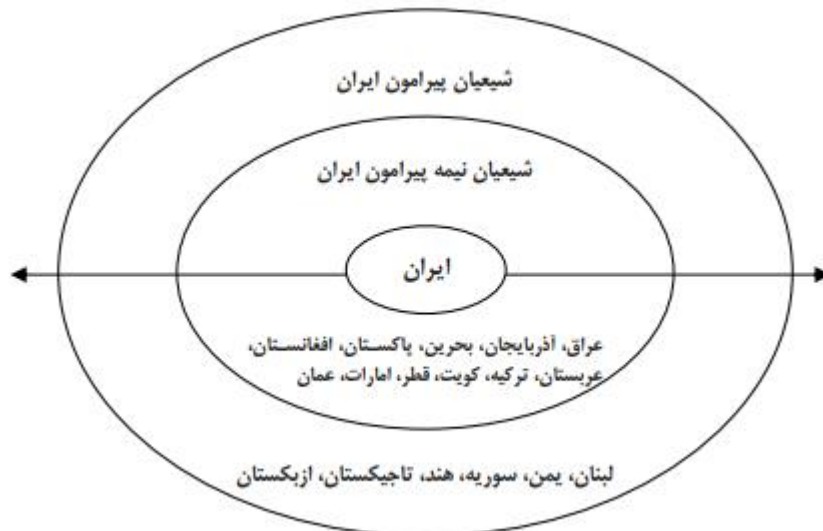 شیعیان پیرامون ایران
شیعیان نیمه پیرامون ایران
ایران
عراق، آذربایجان، بحرین، پاکستان، افغانستان،
عربستان، ترکیه، کویت، قطر، امارات، عمان
لبنان، یمن، سوریه، هند، تاجیکستان، ازبکستان